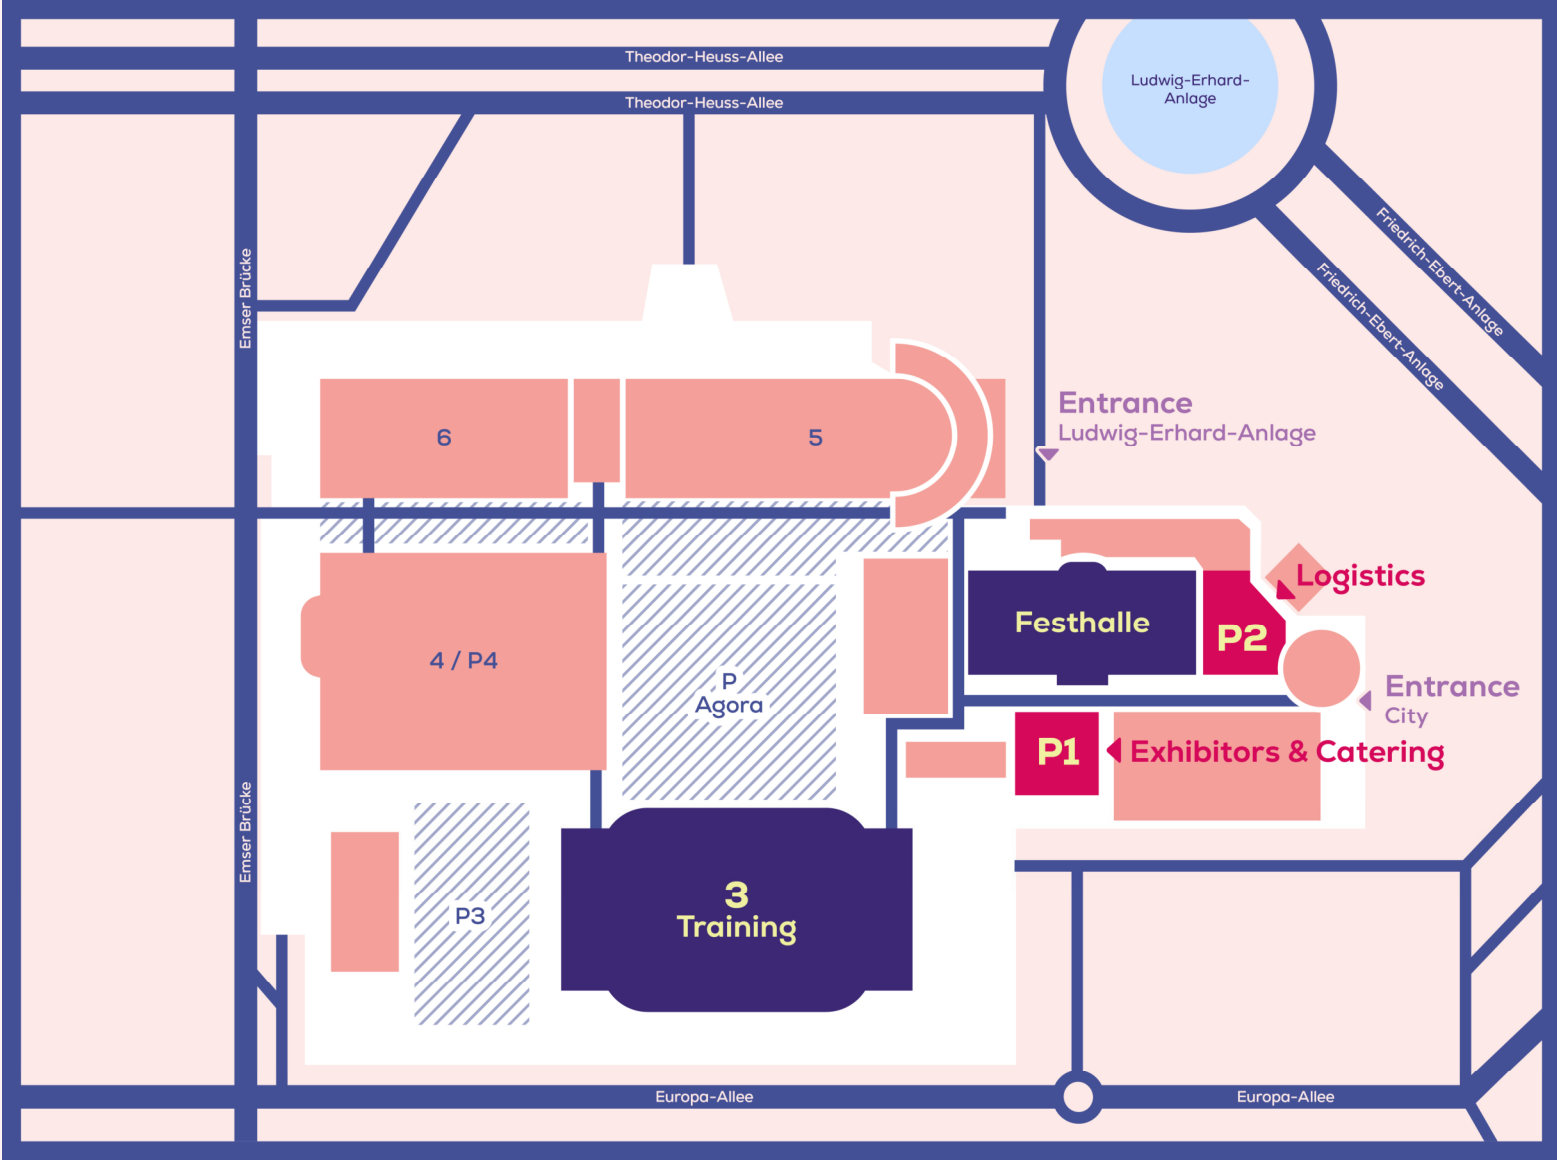 Theodor-Heuss-Allee
Theodor-Heuss-Allee
Ludwig-Erhard-
Anlage
Friedrich-Ebert-Anlage
Friedrich-Ebert-Anlage
Emser Brücke
Entrance
Ludwig-Erhard-Anlage
6
5
Logistics
Festhalle
P2
4 / P4
P
Agora
Entrance
City
P1
Exhibitors & Catering
Emser Brücke
3
Training
P3
Europa-Allee
Europa-Allee